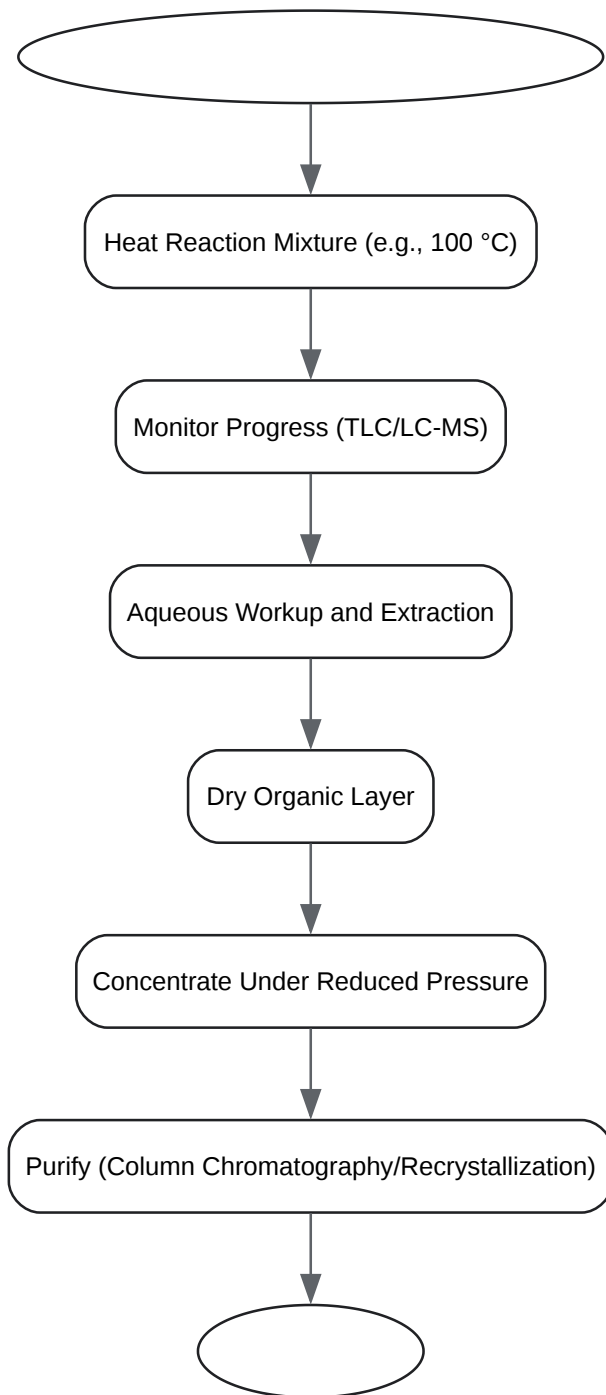 Heat Reaction Mixture (e.g., 100 °C)
Monitor Progress (TLC/LC-MS)
Aqueous Workup and Extraction
Dry Organic Layer
Concentrate Under Reduced Pressure
Purify (Column Chromatography/Recrystallization)